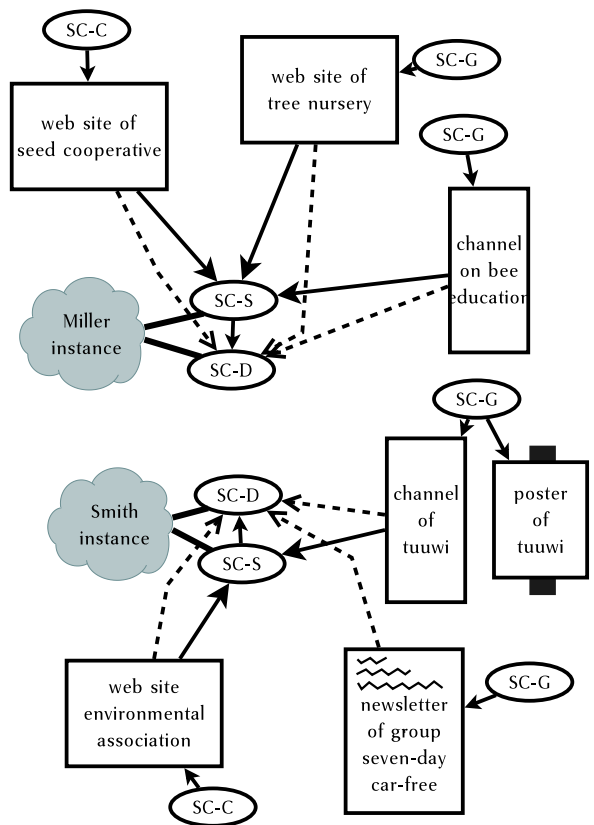 SC-C
web site of
seed cooperative
web site of
tree nursery
SC-G
SC-G
channel
on bee
education
SC-S
Miller
instance
SC-D
SC-G
channel
of
tuuwi
poster
of
tuuwi
SC-D
Smith
instance
SC-S
web site
environmental
association
SC-C
newsletter
of group
seven-day
car-free
SC-G